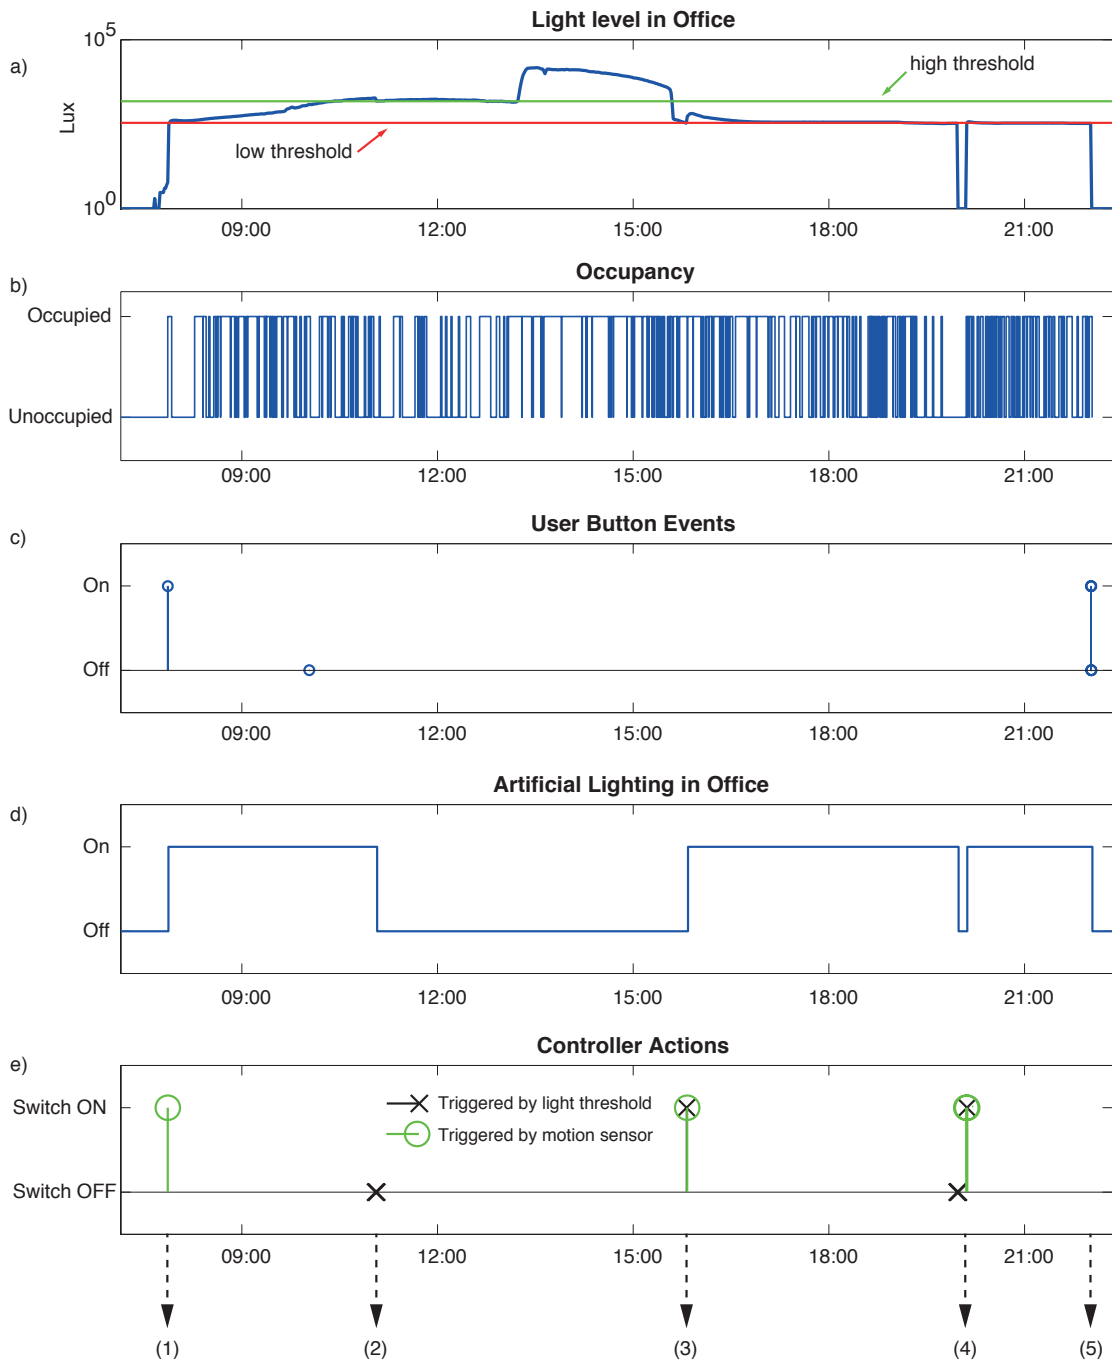 Light level in Office
a)
10^5
Lux
high threshold
low threshold
10^0
09:00 12:00 15:00 18:00 21:00
b)
Occupancy
Occupied
Unoccupied
09:00 12:00 15:00 18:00 21:00
c)
User Button Events
On
Off
09:00 12:00 15:00 18:00 21:00
d)
Artificial Lighting in Office
On
Off
09:00 12:00 15:00 18:00 21:00
e)
Controller Actions
Switch ON
Triggered by light threshold
Triggered by motion sensor
Switch OFF
09:00 12:00 15:00 18:00 21:00
(1) (2) (3) (4) (5)